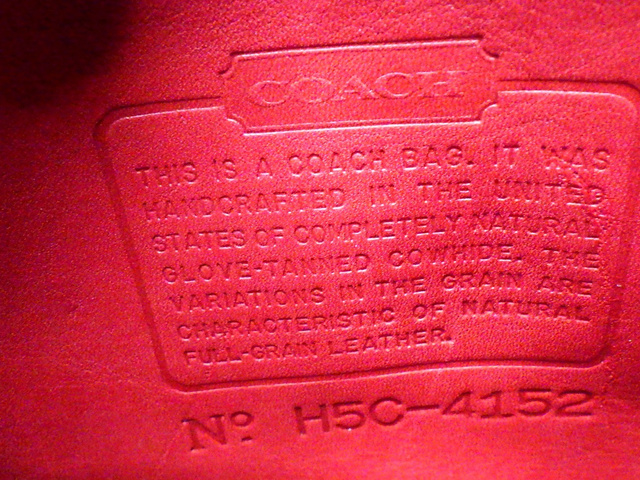 COACH
THIS IS A COACH BAG. IT WAS
HANDCRAFTED IN THE UNITED
STATES OF COMPLETELY NATURAL
GLOVE-TANNED COWHIDE. THE
VARIATIONS IN THE GRAIN ARE
CHARACTERISTIC OF NATURAL
FULL-GRAIN LEATHER.
Nº H5C-4152